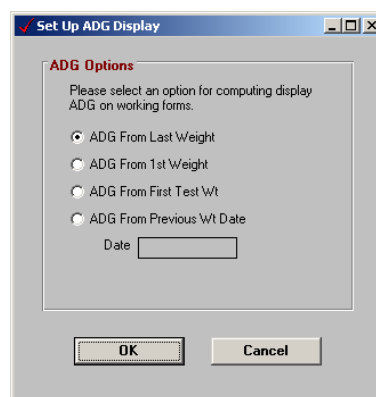 Set Up ADG Display
ADG Options
Please select an option for computing display
ADG on working forms.
ADG From Last Weight
ADG From 1st Weight
ADG From First Test Wt
ADG From Previous Wt Date
Date
OK Cancel